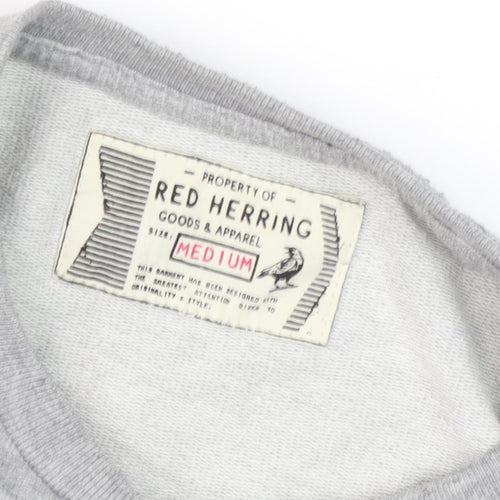 - PROPERTY OF -
RED HERRING
GOODS & APPAREL
SIZE; MEDIUM
THIS GARMENT HAS BEEN DESIGNED WITH
THE GREATEST ATTENTION GIVEN TO
ORIGINALITY & STYLE.